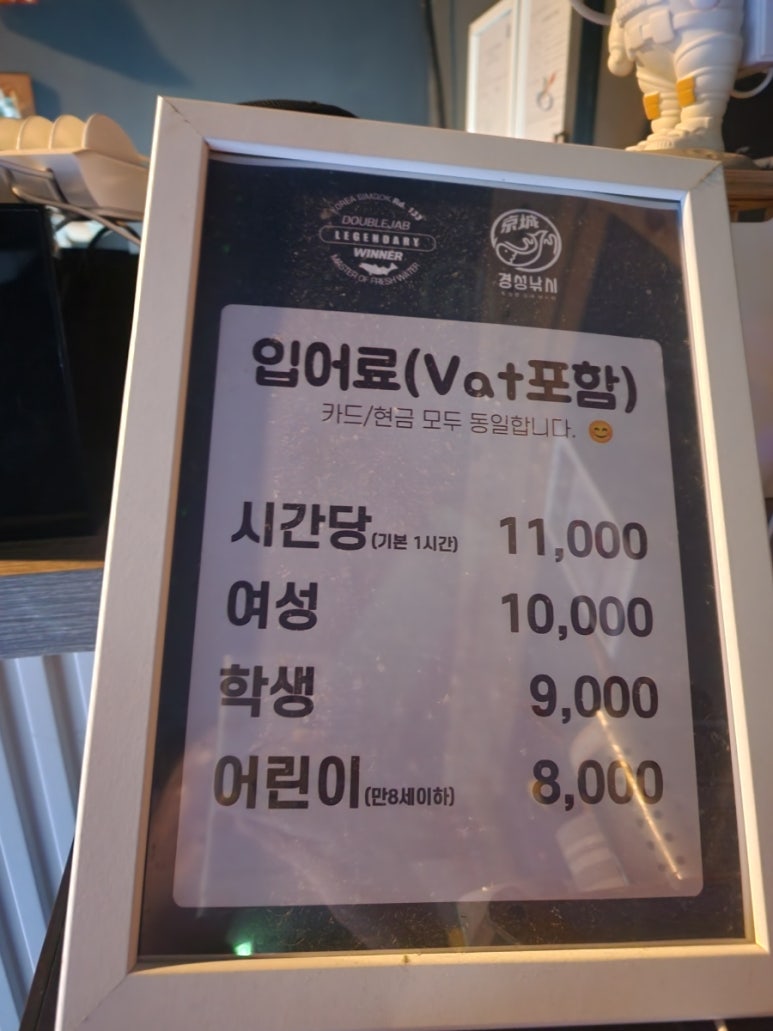 DOUBLEJAB
LEGENDARY
WINNER
MASTER OF FRESH WATER
京城
경성낚시
입어료(Vat포함)
카드/현금 모두 동일합니다. 😊
시간당(기본 1시간) 11,000
여성 10,000
학생 9,000
어린이(만8세이하) 8,000